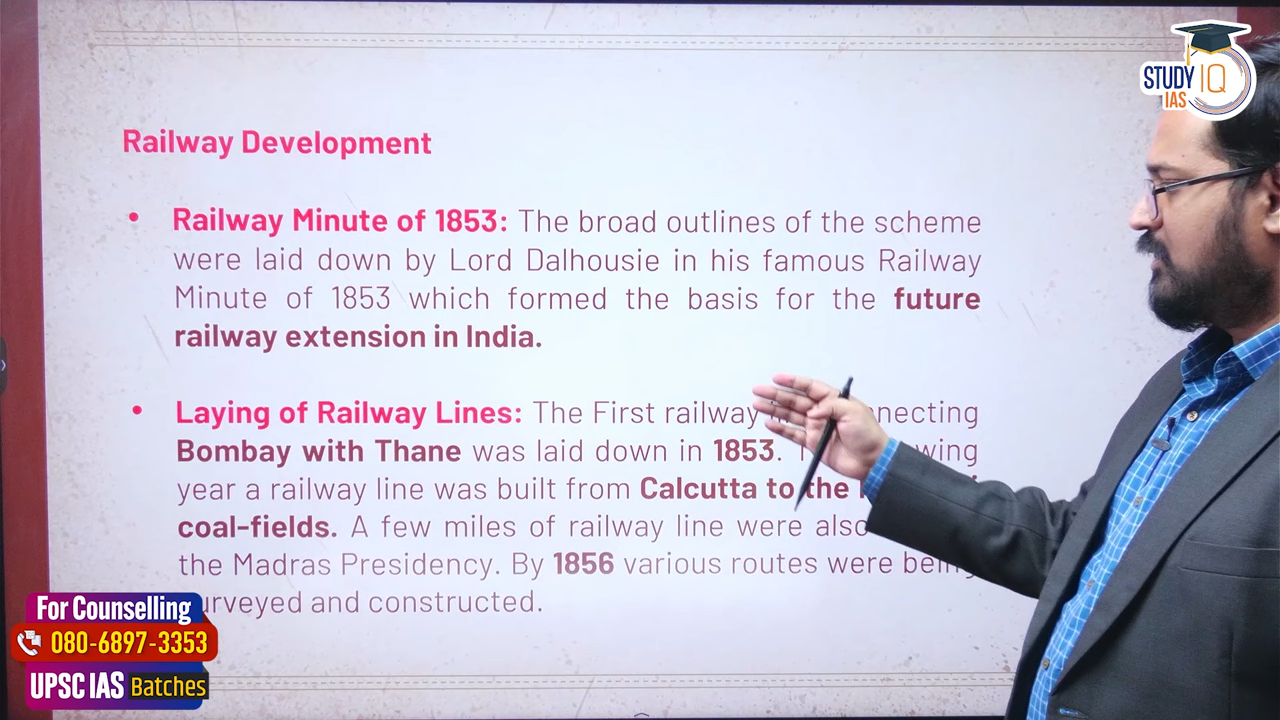 STUDY IQ
IAS
Railway Development
• Railway Minute of 1853: The broad outlines of the scheme
were laid down by Lord Dalhousie in his famous Railway
Minute of 1853 which formed the basis for the future
railway extension in India.
• Laying of Railway Lines: The First railway
Bombay with Thane was laid down in 1853.
year a railway line was built from Calcutta to the
coal-fields. A few miles of railway line were also
the Madras Presidency. By 1856 various routes were being
surveyed and constructed.
For Counselling
080-6897-3353
UPSC IAS Batches